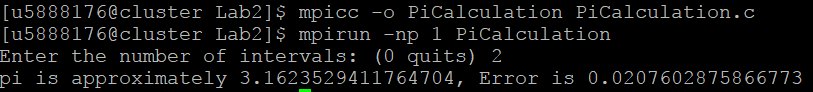 [u5888176@cluster Lab2]$ mpicc -o PiCalculation PiCalculation.c
[u5888176@cluster Lab2]$ mpirun -np 1 PiCalculation
Enter the number of intervals: (0 quits) 2
pi is approximately 3.1623529411764704, Error is 0.0207602875866773